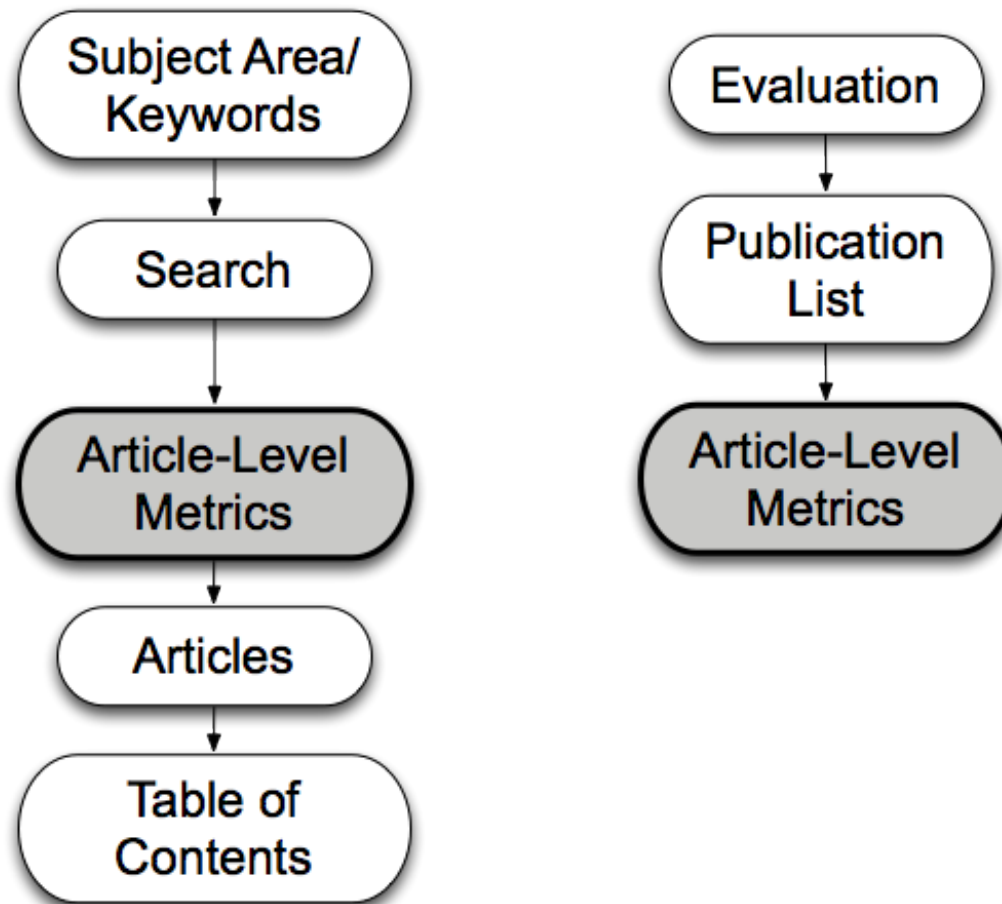 Subject Area/
Keywords
Search
Article-Level
Metrics
Articles
Table of
Contents
Evaluation
Publication
List
Article-Level
Metrics